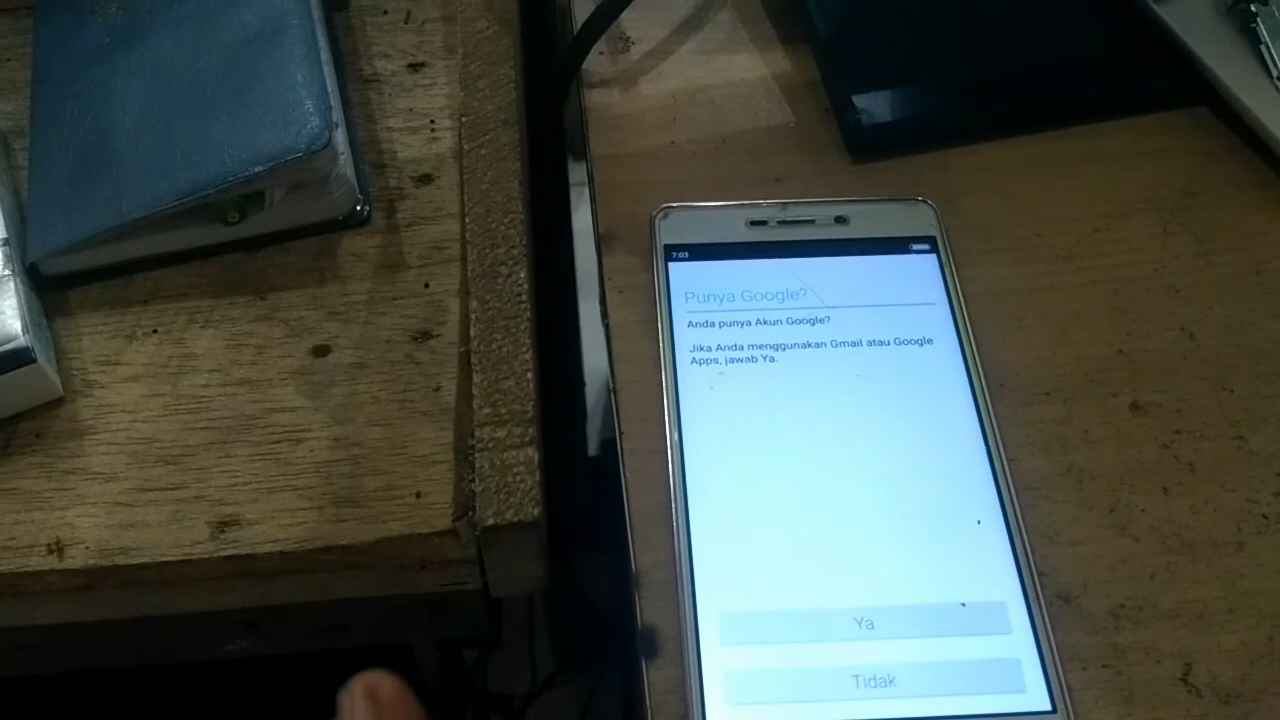 7:03
Punya Google?
Anda punya Akun Google?
Jika Anda menggunakan Gmail atau Google
Apps, jawab Ya.
Ya
Tidak